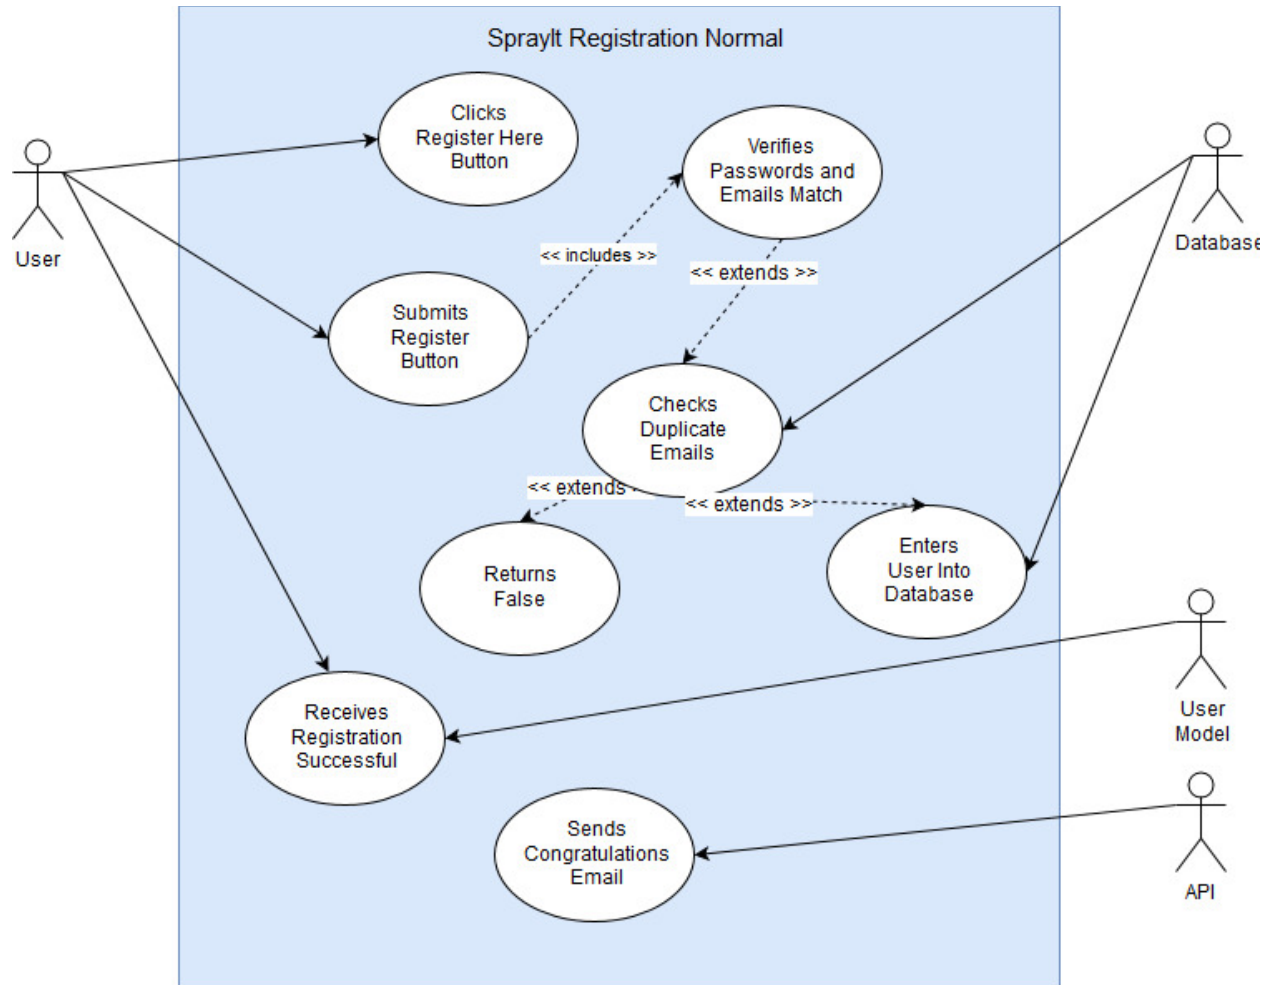 SprayIt Registration Normal
Clicks
Register Here
Button
Verifies
Passwords and
Emails Match
User
Database
<< includes >>
<< extends >>
Submits
Register
Button
Checks
Duplicate
Emails
<< extends
<< extends >>
Returns
False
Enters
User Into
Database
Receives
Registration
Successful
User
Model
Sends
Congratulations
Email
API